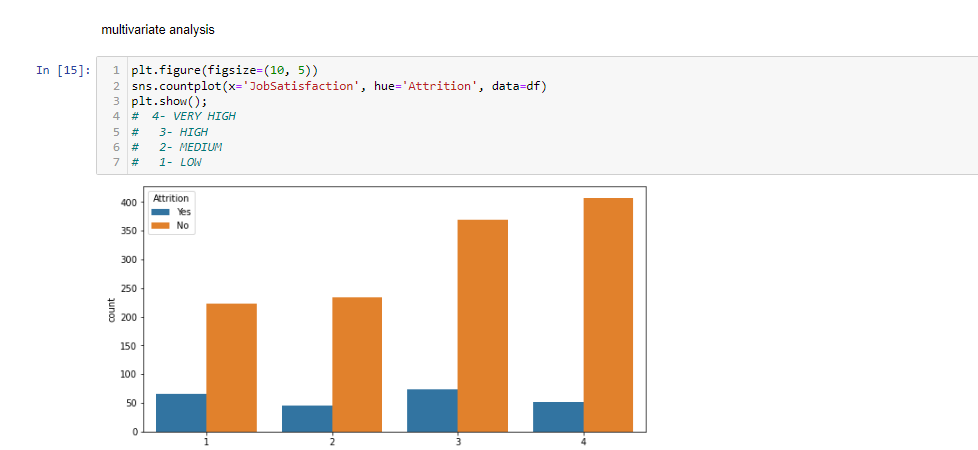 multivariate analysis
In [15]:
1 plt.figure(figsize=(10, 5))
2 sns.countplot(x='JobSatisfaction', hue='Attrition', data=df)
3 plt.show();
4 #  4- VERY HIGH
5 #   3- HIGH
6 #   2- MEDIUM
7 #   1- LOW
Attrition
Yes
No
400
350
300
250
200
150
100
50
0
count
1 2 3 4